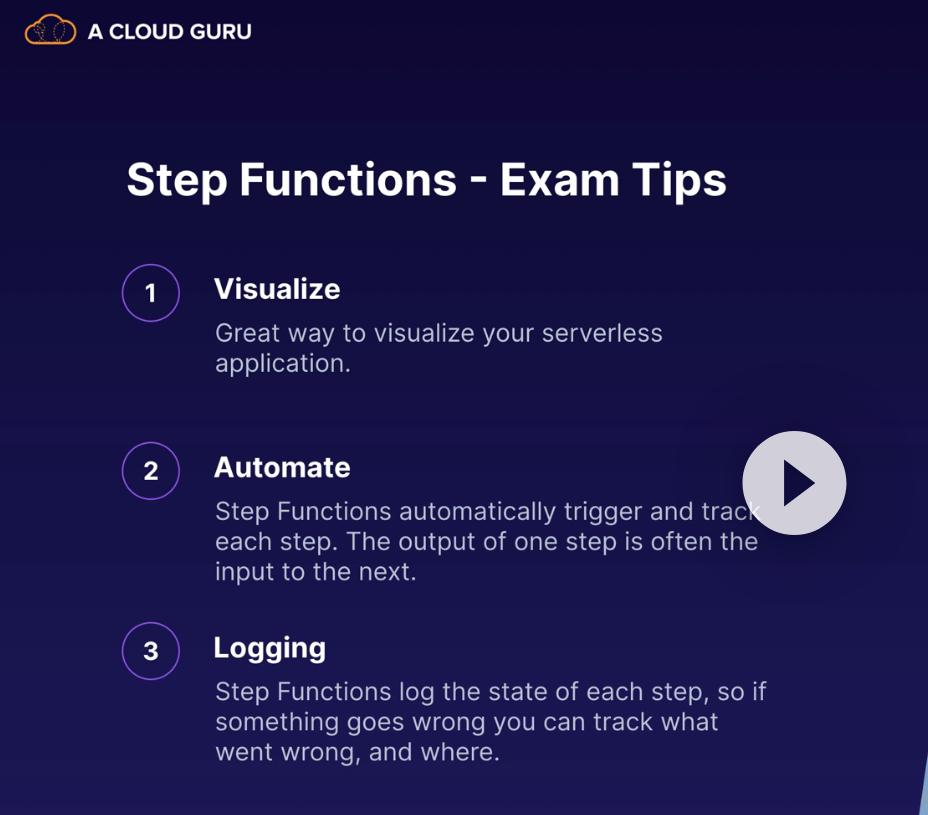 A CLOUD GURU
Step Functions - Exam Tips
1
Visualize
Great way to visualize your serverless
application.
2
Automate
Step Functions automatically trigger and track
each step. The output of one step is often the
input to the next.
3
Logging
Step Functions log the state of each step, so if
something goes wrong you can track what
went wrong, and where.